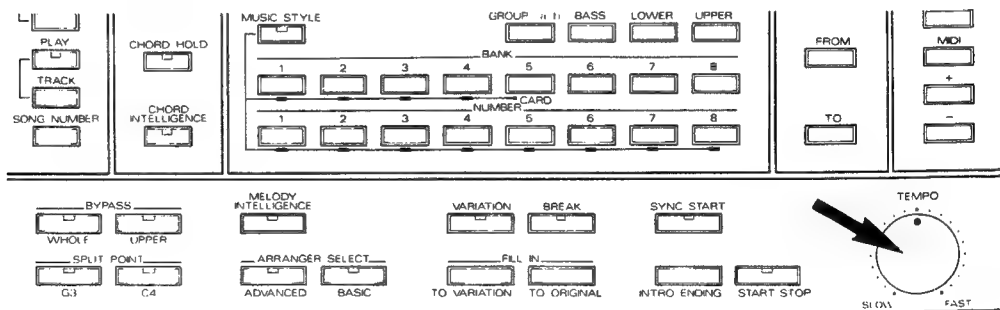 MUSIC STYLE
GROUP
BASS
LOWER
UPPER
PLAY
CHORD HOLD
BANK
FROM
MIDI
1 2 3 4 5 6 7 8
TRACK
+
CARD
SONG NUMBER
CHORD
INTELLIGENCE
NUMBER
TO
−
1 2 3 4 5 6 7 8
BYPASS
MELODY
INTELLIGENCE
VARIATION
BREAK
SYNC START
TEMPO
WHOLE
UPPER
SPLIT POINT
ARRANGER SELECT
FILL IN
G3
C4
ADVANCED
BASIC
TO VARIATION
TO ORIGINAL
INTRO ENDING
START STOP
SLOW
FAST